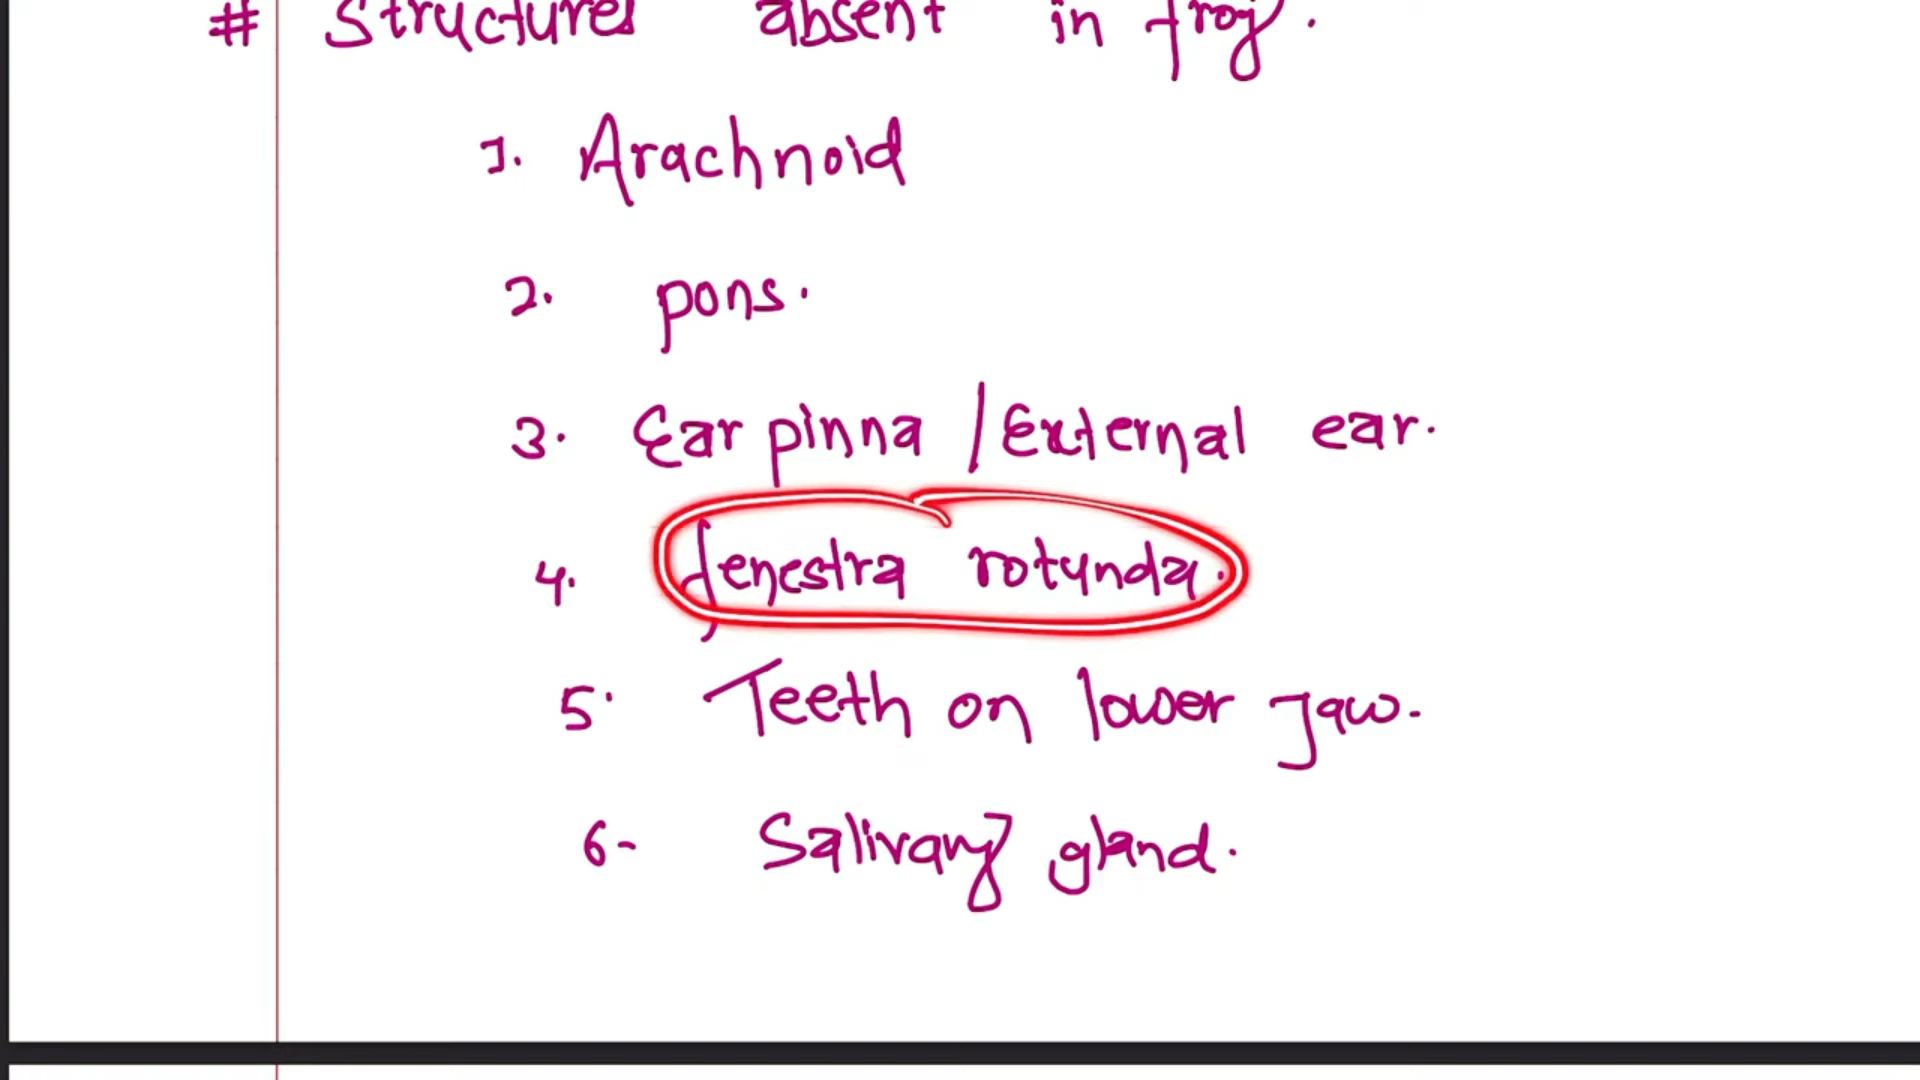 # Structures absent in frog.
1. Arachnoid
2. pons.
3. Ear pinna / External ear.
4. fenestra rotunda.
5. Teeth on lower Jaw.
6- Salivary gland.